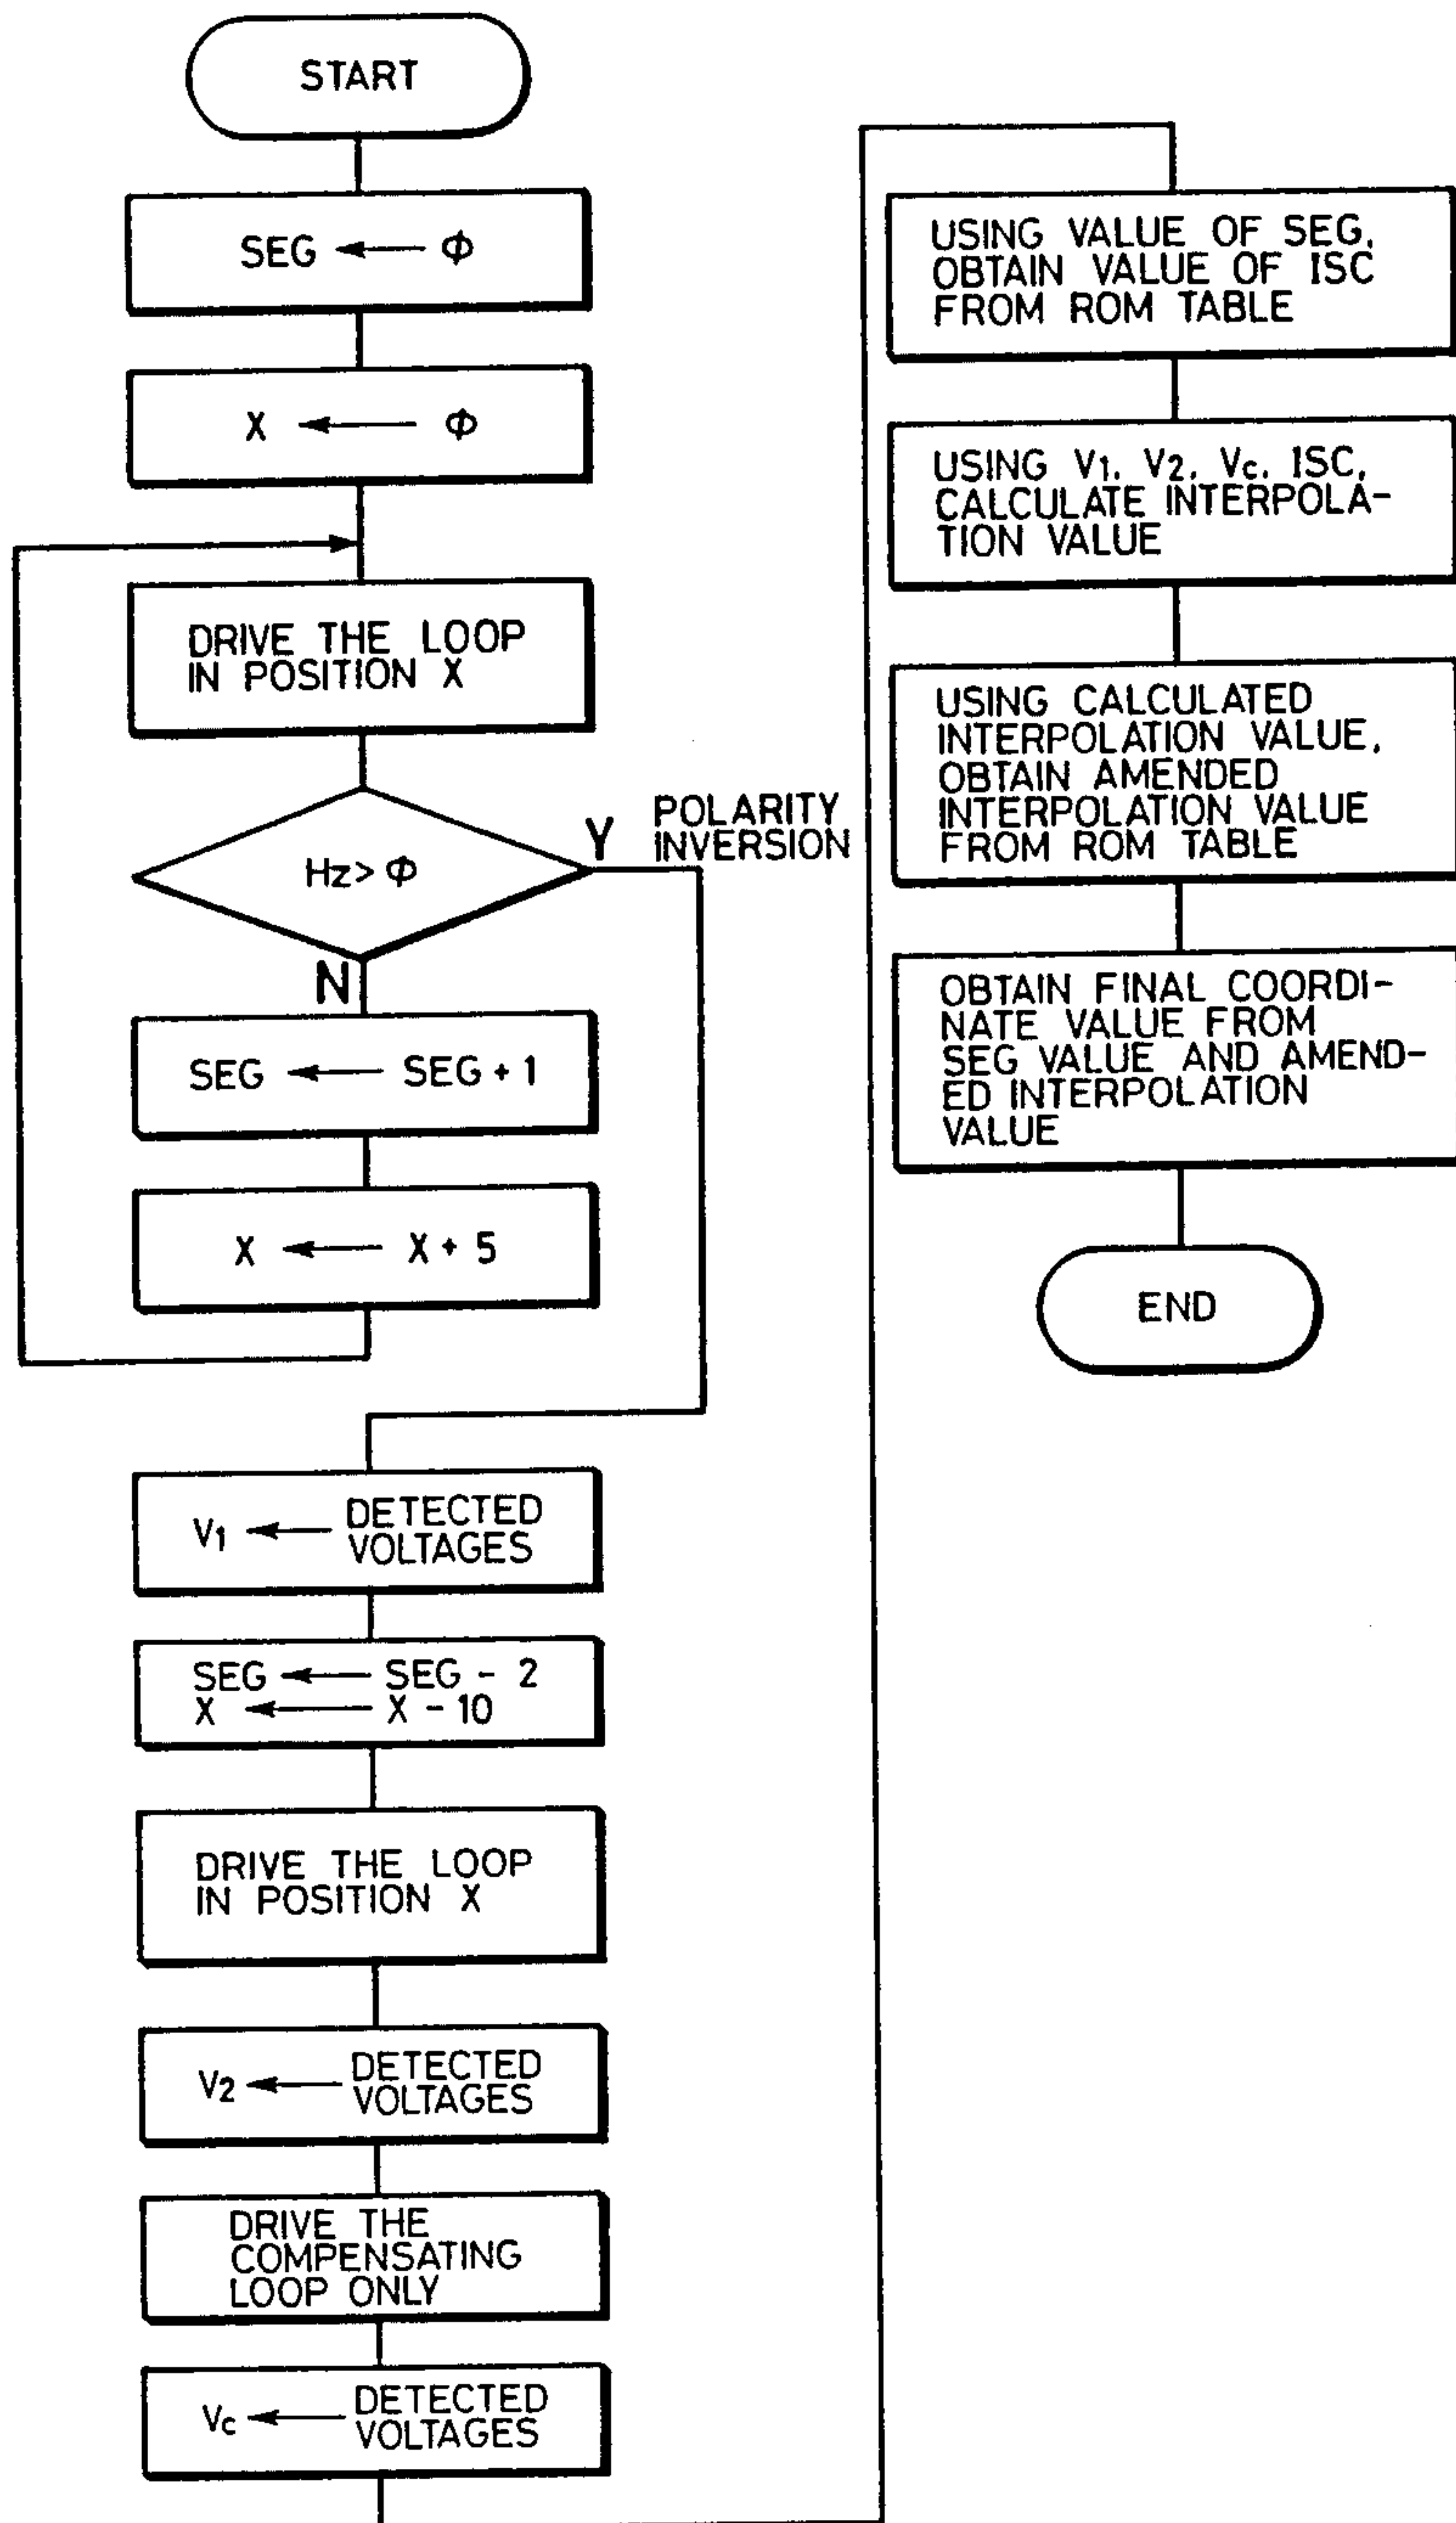 START
SEG ← Φ
X ← Φ
DRIVE THE LOOP
IN POSITION X
Hz > Φ
Y
POLARITY
INVERSION
N
SEG ← SEG + 1
X ← X + 5
V1 ← DETECTED
VOLTAGES
SEG ← SEG - 2
X ← X - 10
DRIVE THE LOOP
IN POSITION X
V2 ← DETECTED
VOLTAGES
DRIVE THE
COMPENSATING
LOOP ONLY
Vc ← DETECTED
VOLTAGES
USING VALUE OF SEG,
OBTAIN VALUE OF ISC
FROM ROM TABLE
USING V1, V2, Vc, ISC,
CALCULATE INTERPOLA-
TION VALUE
USING CALCULATED
INTERPOLATION VALUE,
OBTAIN AMENDED
INTERPOLATION VALUE
FROM ROM TABLE
OBTAIN FINAL COORDI-
NATE VALUE FROM
SEG VALUE AND AMEND-
ED INTERPOLATION
VALUE
END